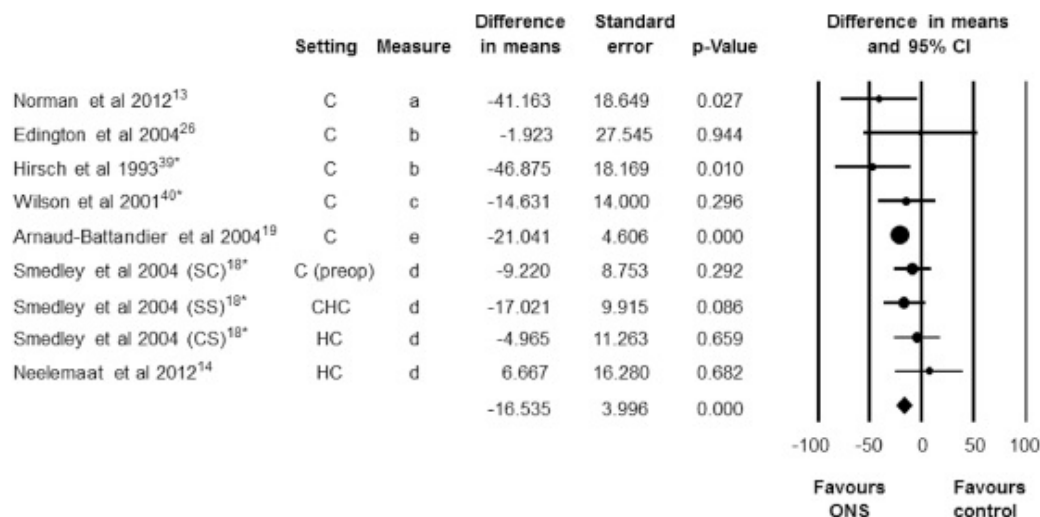 Difference Standard Difference in means
Setting Measure in means error p-Value and 95% CI
Norman et al 2012¹³ C a -41.163 18.649 0.027
Edington et al 2004²⁶ C b -1.923 27.545 0.944
Hirsch et al 1993³⁹* C b -46.875 18.169 0.010
Wilson et al 2001⁴⁰* C c -14.631 14.000 0.296
Arnaud-Battandier et al 2004¹⁹ C e -21.041 4.606 0.000
Smedley et al 2004 (SC)¹⁸* C (preop) d -9.220 8.753 0.292
Smedley et al 2004 (SS)¹⁸* CHC d -17.021 9.915 0.086
Smedley et al 2004 (CS)¹⁸* HC d -4.965 11.263 0.659
Neelemaat et al 2012¹⁴ HC d 6.667 16.280 0.682
-16.535 3.996 0.000
-100 -50 0 50 100
Favours Favours
ONS control